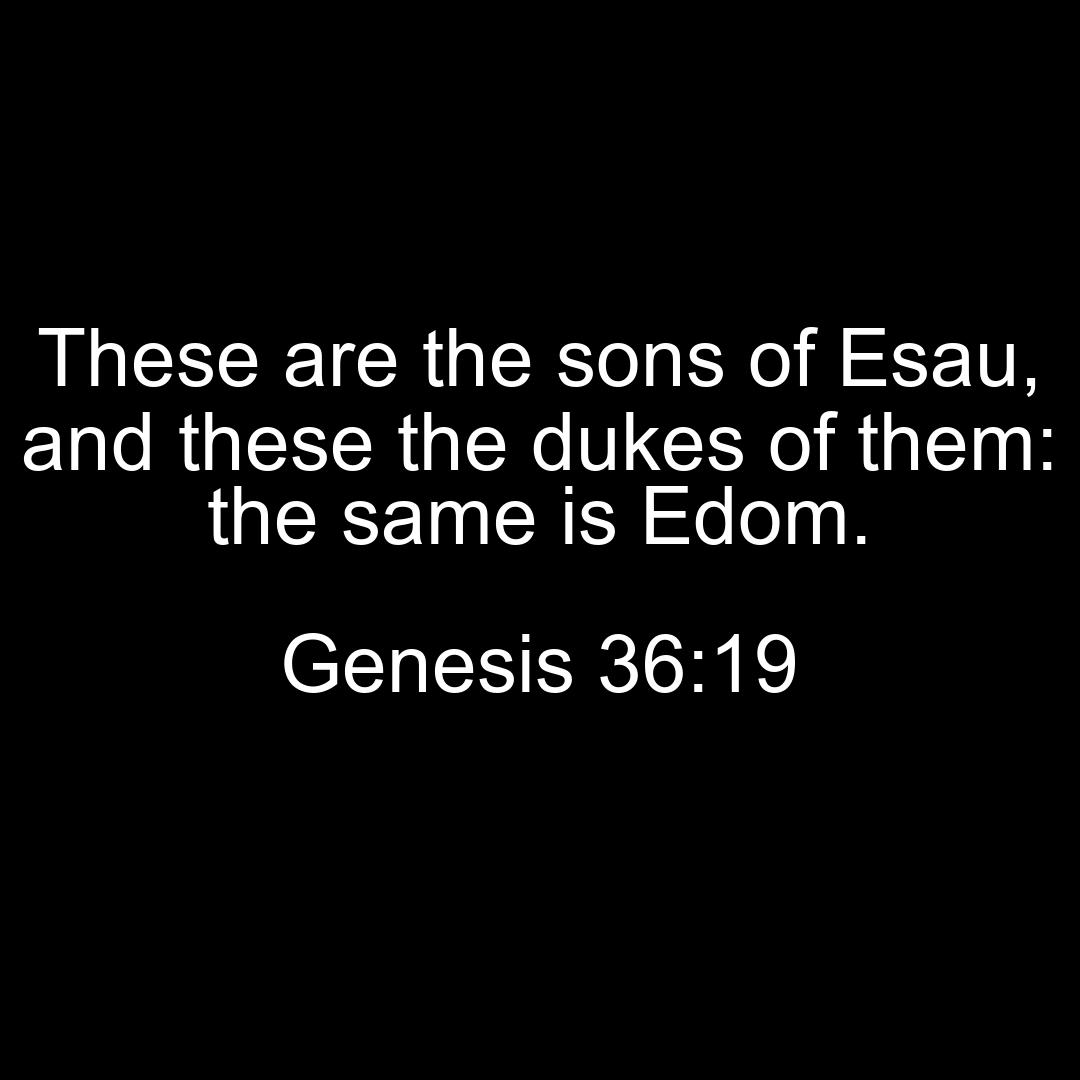 These are the sons of Esau,
and these the dukes of them:
the same is Edom.
Genesis 36:19